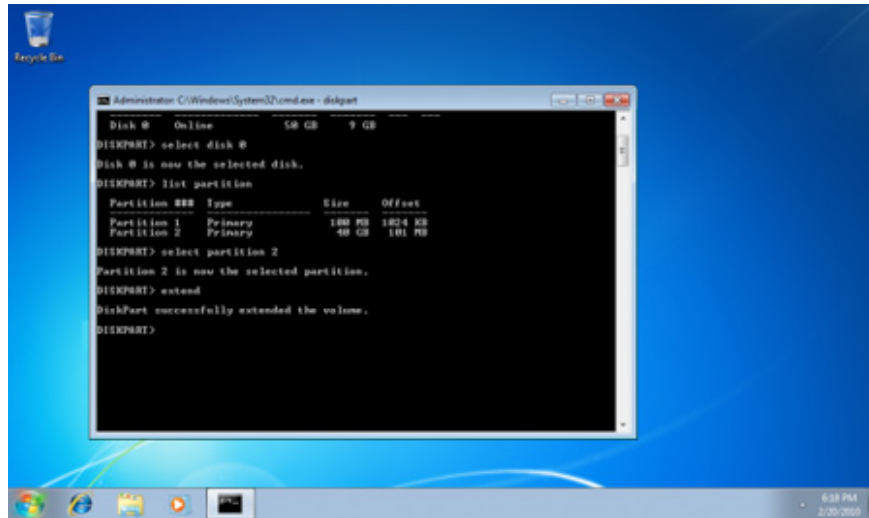 Recycle Bin
Administrator: C:\Windows\System32\cmd.exe - diskpart
Disk 0 Online 50 GB 9 GB
DISKPART> select disk 0
Disk 0 is now the selected disk.
DISKPART> list partition
Partition ### Type Size Offset
Partition 1 Primary 100 MB 1024 KB
Partition 2 Primary 40 GB 101 MB
DISKPART> select partition 2
Partition 2 is now the selected partition.
DISKPART> extend
DiskPart successfully extended the volume.
DISKPART>
6:18 PM
2/20/2010